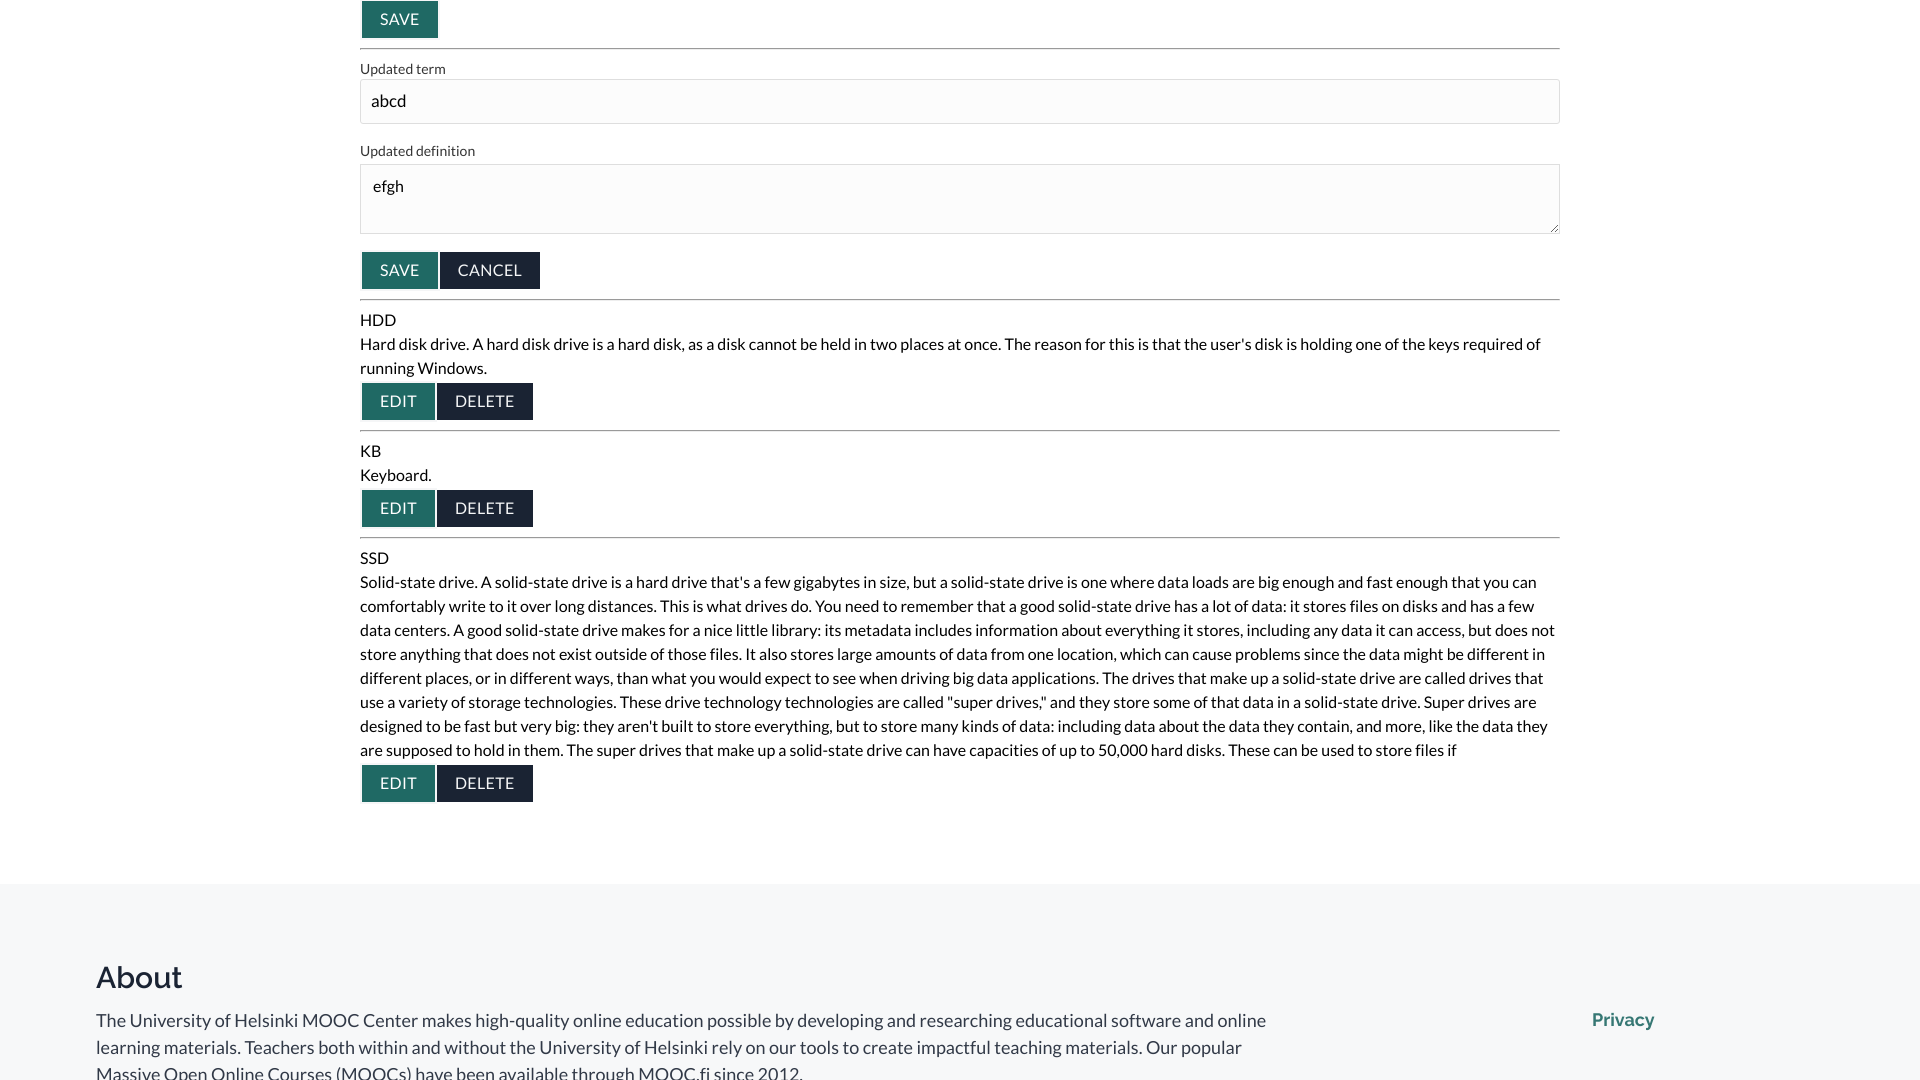 SAVE
Updated term
abcd
Updated definition
efgh
SAVE CANCEL
HDD
Hard disk drive. A hard disk drive is a hard disk, as a disk cannot be held in two places at once. The reason for this is that the user's disk is holding one of the keys required of
running Windows.
EDIT DELETE
KB
Keyboard.
EDIT DELETE
SSD
Solid-state drive. A solid-state drive is a hard drive that's a few gigabytes in size, but a solid-state drive is one where data loads are big enough and fast enough that you can
comfortably write to it over long distances. This is what drives do. You need to remember that a good solid-state drive has a lot of data: it stores files on disks and has a few
data centers. A good solid-state drive makes for a nice little library: its metadata includes information about everything it stores, including any data it can access, but does not
store anything that does not exist outside of those files. It also stores large amounts of data from one location, which can cause problems since the data might be different in
different places, or in different ways, than what you would expect to see when driving big data applications. The drives that make up a solid-state drive are called drives that
use a variety of storage technologies. These drive technology technologies are called "super drives," and they store some of that data in a solid-state drive. Super drives are
designed to be fast but very big: they aren't built to store everything, but to store many kinds of data: including data about the data they contain, and more, like the data they
are supposed to hold in them. The super drives that make up a solid-state drive can have capacities of up to 50,000 hard disks. These can be used to store files if
EDIT DELETE
About
The University of Helsinki MOOC Center makes high-quality online education possible by developing and researching educational software and online
learning materials. Teachers both within and without the University of Helsinki rely on our tools to create impactful teaching materials. Our popular
Massive Open Online Courses (MOOCs) have been available through MOOC.fi since 2012.
Privacy